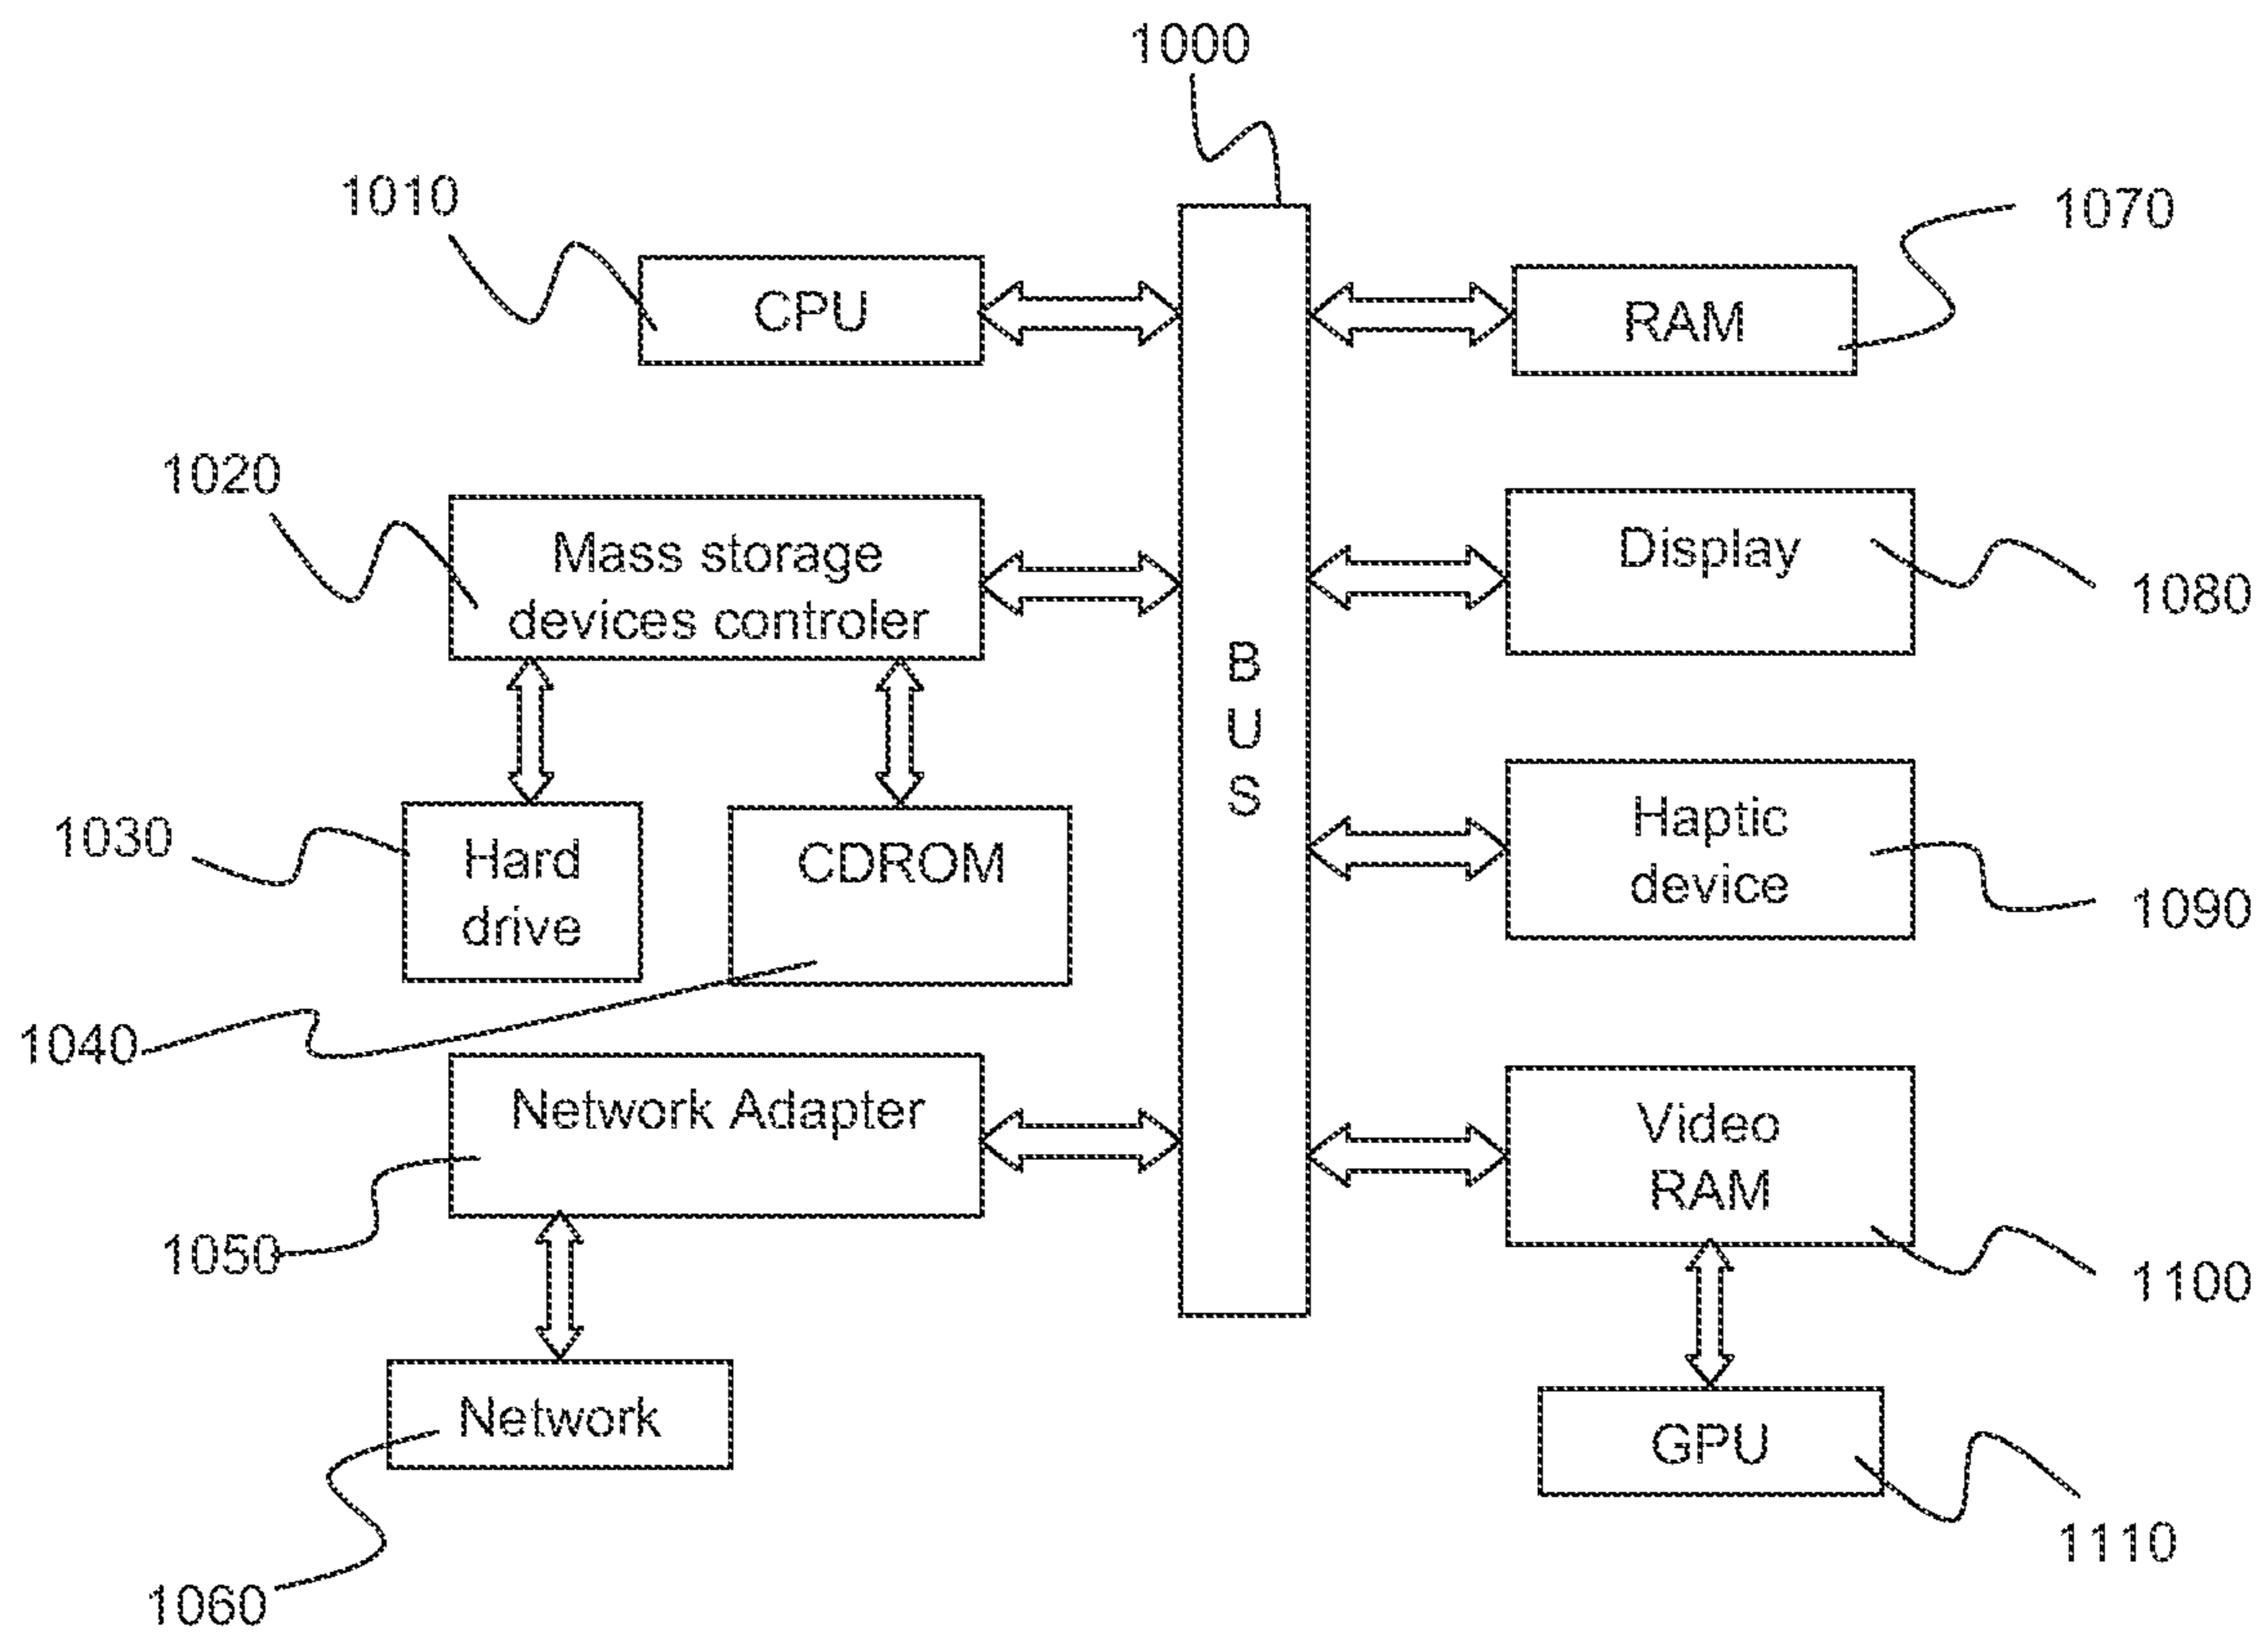 1000
1010
CPU
RAM
1070
1020
Mass storage
devices controler
Display
1080
B
U
S
1030
Hard
drive
CDROM
Haptic
device
1090
1040
Network Adapter
Video
RAM
1050
1100
Network
GPU
1110
1060